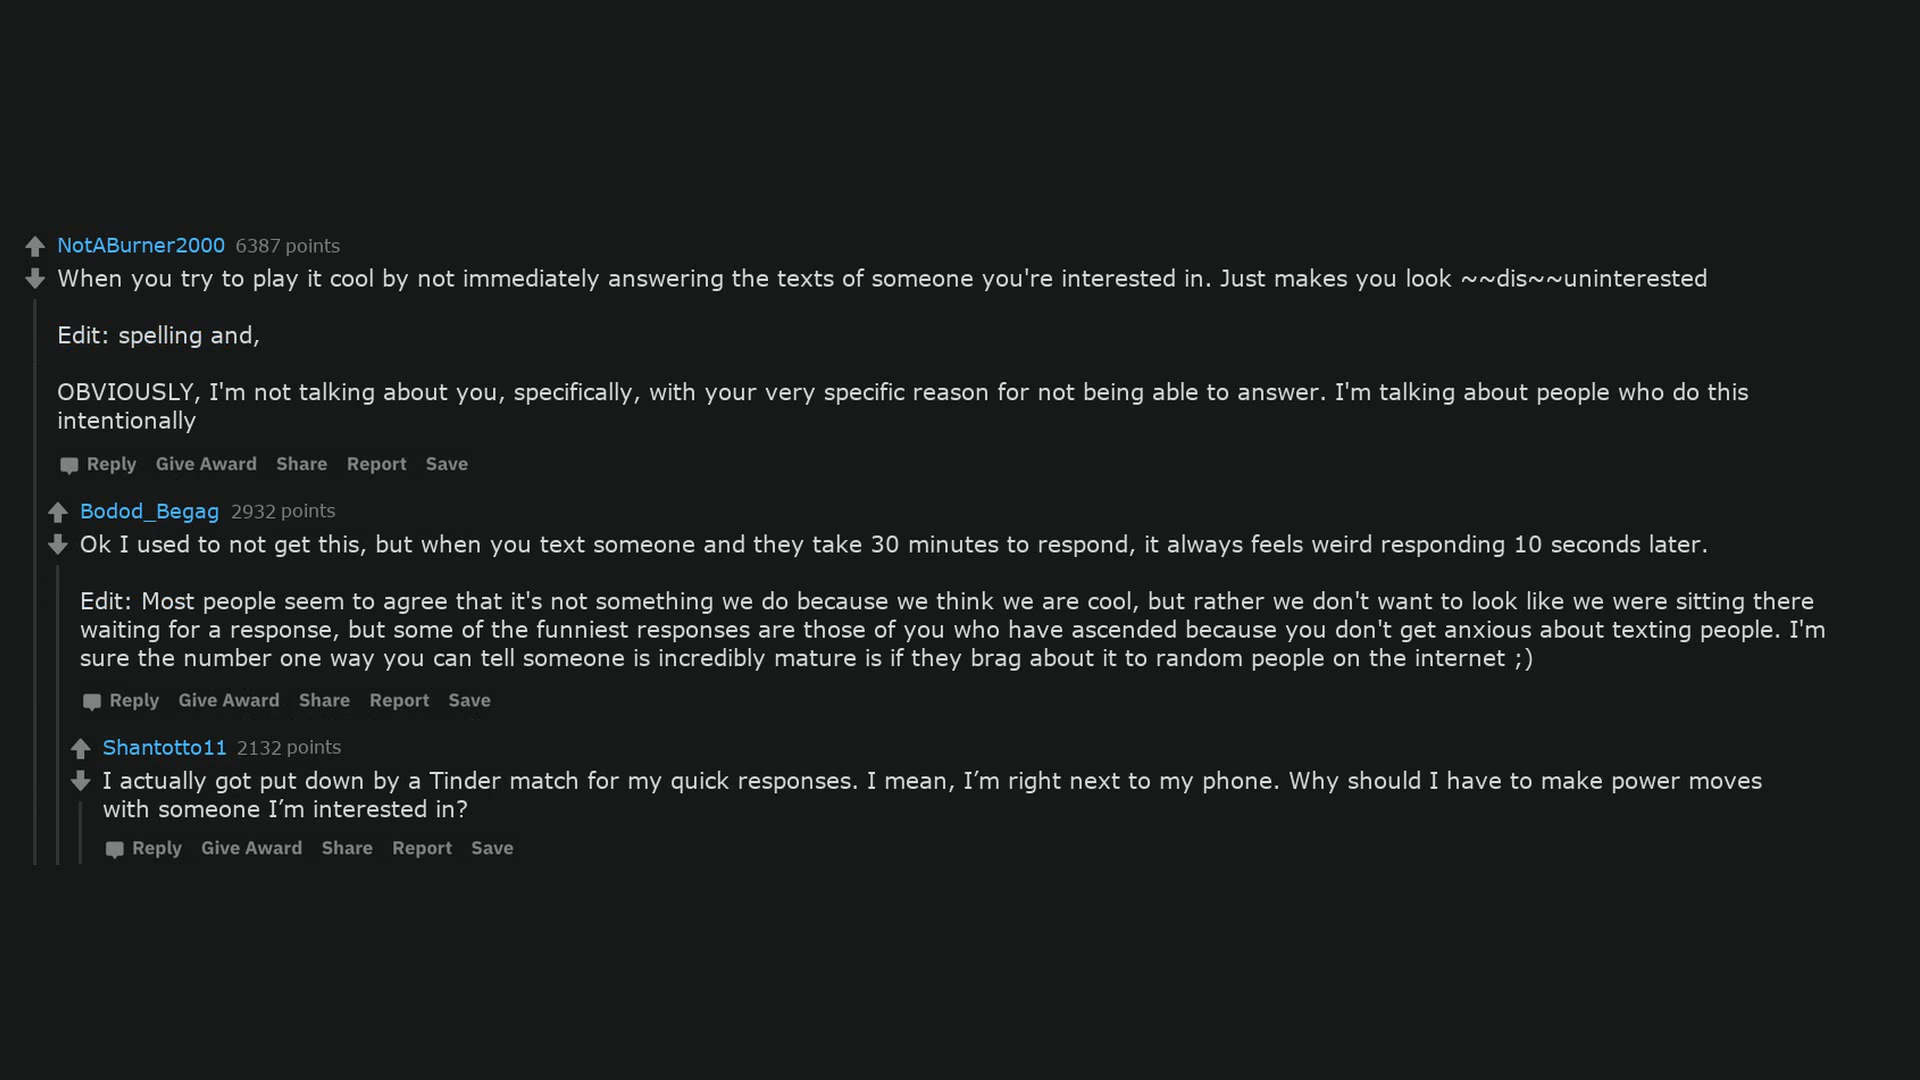 NotABurner2000 6387 points
When you try to play it cool by not immediately answering the texts of someone you're interested in. Just makes you look ~~dis~~uninterested
Edit: spelling and,
OBVIOUSLY, I'm not talking about you, specifically, with your very specific reason for not being able to answer. I'm talking about people who do this
intentionally
Reply Give Award Share Report Save
Bodod_Begag 2932 points
Ok I used to not get this, but when you text someone and they take 30 minutes to respond, it always feels weird responding 10 seconds later.
Edit: Most people seem to agree that it's not something we do because we think we are cool, but rather we don't want to look like we were sitting there
waiting for a response, but some of the funniest responses are those of you who have ascended because you don't get anxious about texting people. I'm
sure the number one way you can tell someone is incredibly mature is if they brag about it to random people on the internet ;)
Reply Give Award Share Report Save
Shantotto11 2132 points
I actually got put down by a Tinder match for my quick responses. I mean, I’m right next to my phone. Why should I have to make power moves
with someone I’m interested in?
Reply Give Award Share Report Save